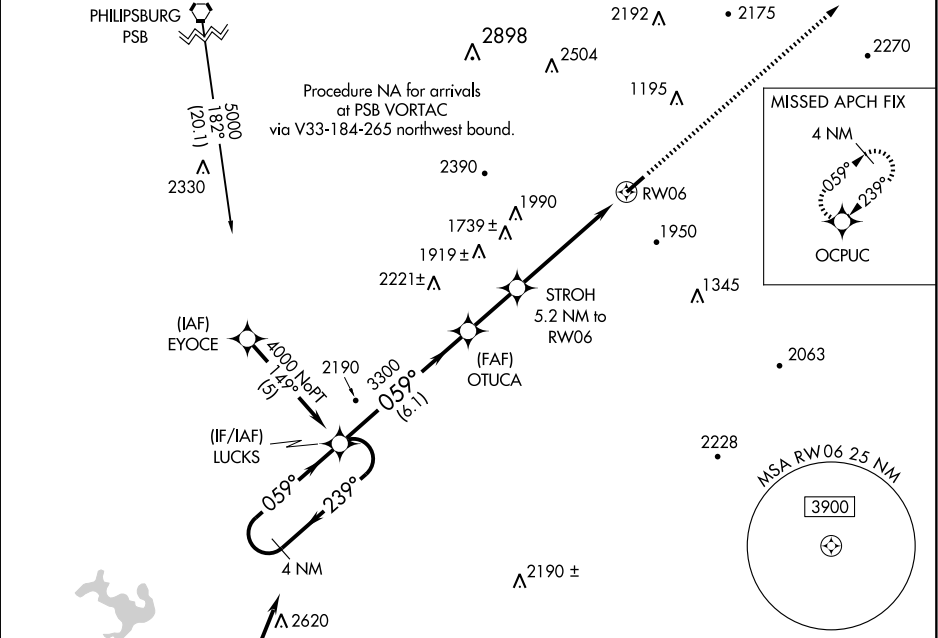 PHILIPSBURG
PSB
5000
182°
(20.1)
2330
2898
2504
2192
2175
2270
1195
Procedure NA for arrivals
at PSB VORTAC
via V33-184-265 northwest bound.
MISSED APCH FIX
4 NM
059°
239°
OCPUC
2390
1990
1739 ±
1919 ±
2221±
RW06
1950
1345
STROH
5.2 NM to
RW06
(FAF)
OTUCA
(IAF)
EYOCE
4000 NoPT
149°
(5)
2190
3300
059°
(6.1)
2063
(IF/IAF)
LUCKS
2228
059°
239°
4 NM
MSA RW06 25 NM
3900
2190 ±
2620